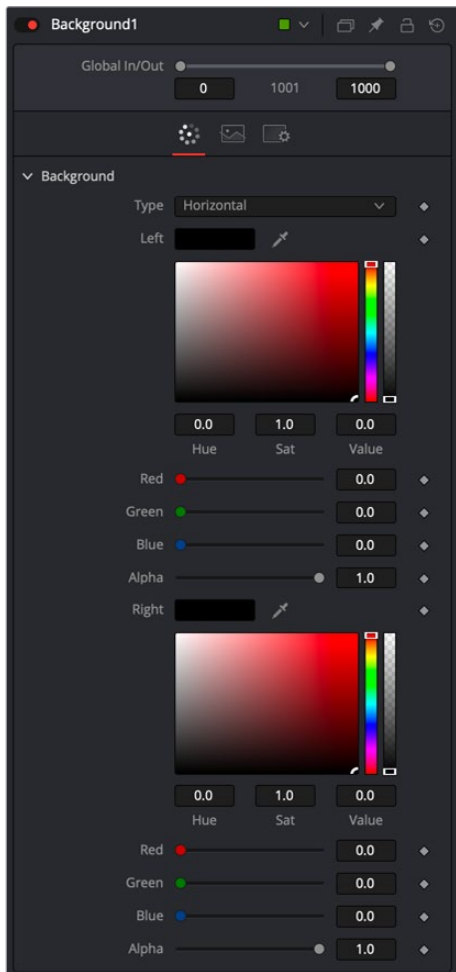 Background1
Global In/Out
0 1001 1000
Background
Type Horizontal
Left
0.0 1.0 0.0
Hue Sat Value
Red 0.0
Green 0.0
Blue 0.0
Alpha 1.0
Right
0.0 1.0 0.0
Hue Sat Value
Red 0.0
Green 0.0
Blue 0.0
Alpha 1.0